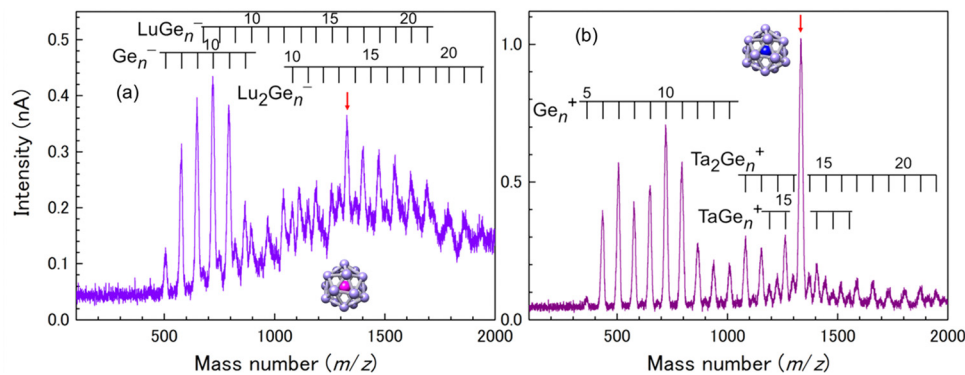 LuGeₙ⁻ 10 15 20
Geₙ⁻ 10
Lu₂Geₙ⁻ 10 15 20
(a)
0.5
0.4
0.3
0.2
0.1
0.0
Intensity (nA)
500 1000 1500 2000
Mass number (m/z)
(b)
Geₙ⁺ 5 10
Ta₂Geₙ⁺ 15 20
TaGeₙ⁺ 15
1.0
0.5
0.0
500 1000 1500 2000
Mass number (m/z)